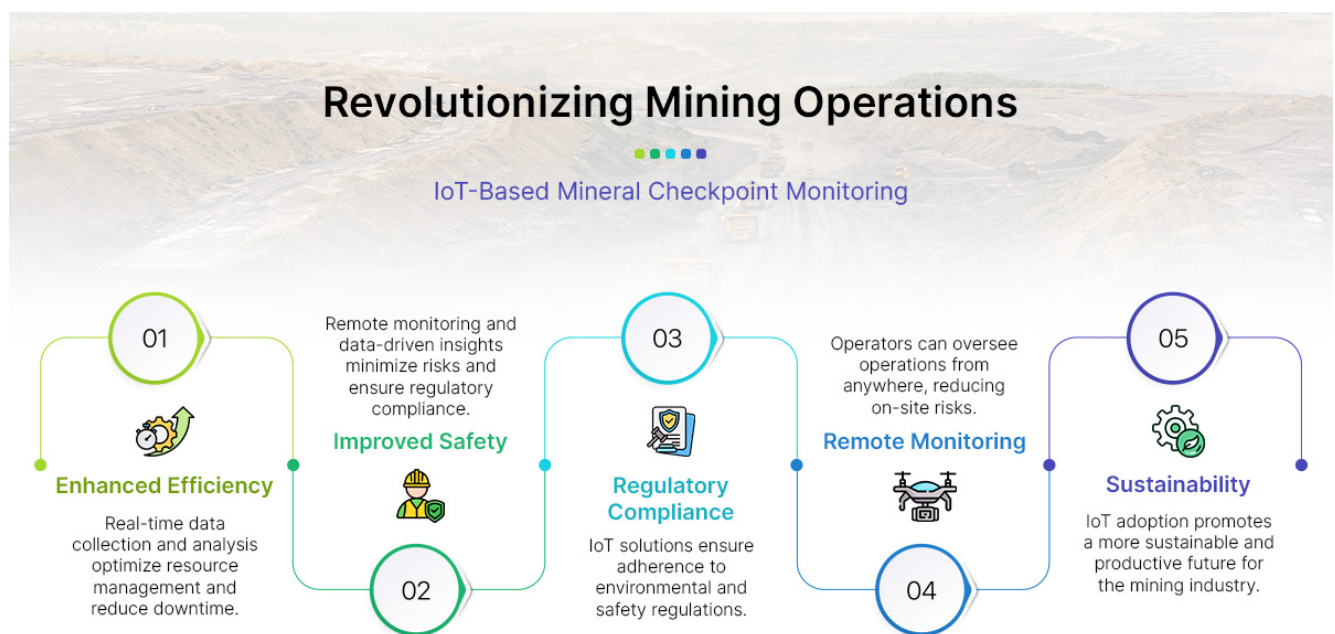 Revolutionizing Mining Operations
IoT-Based Mineral Checkpoint Monitoring
01
Enhanced Efficiency
Real-time data
collection and analysis
optimize resource
management and
reduce downtime.
Remote monitoring and
data-driven insights
minimize risks and
ensure regulatory
compliance.
Improved Safety
02
03
Regulatory
Compliance
IoT solutions ensure
adherence to
environmental and
safety regulations.
Operators can oversee
operations from
anywhere, reducing
on-site risks.
Remote Monitoring
04
05
Sustainability
IoT adoption promotes
a more sustainable and
productive future for
the mining industry.